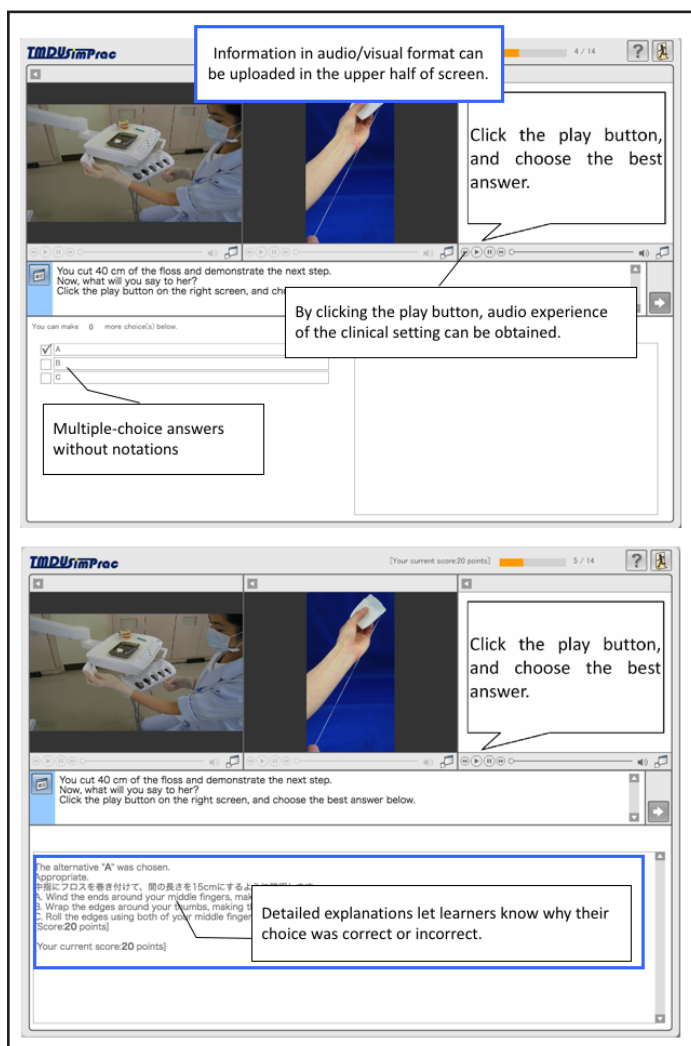 TMDUSimPrac
Information in audio/visual format can
be uploaded in the upper half of screen.
4 / 14
?
Click the play button,
and choose the best
answer.
You cut 40 cm of the floss and demonstrate the next step.
Now, what will you say to her?
Click the play button on the right screen, and
By clicking the play button, audio experience
of the clinical setting can be obtained.
You can make 0 more choice(s) below.
A
B
C
Multiple-choice answers
without notations
TMDUSimPrac
[Your current score:20 points]
5 / 14
?
Click the play button,
and choose the best
answer.
You cut 40 cm of the floss and demonstrate the next step.
Now, what will you say to her?
Click the play button on the right screen, and choose the best answer below.
The alternative "A" was chosen.
Appropriate.
中指にフロスを巻き付けて、間の長さを15cmにするように
A. Wind the ends around your middle fingers,
B. Wrap the edges around your thumbs, making
C. Roll the edges using both of your middle
[Score:20 points]
[Your current score:20 points]
Detailed explanations let learners know why their
choice was correct or incorrect.